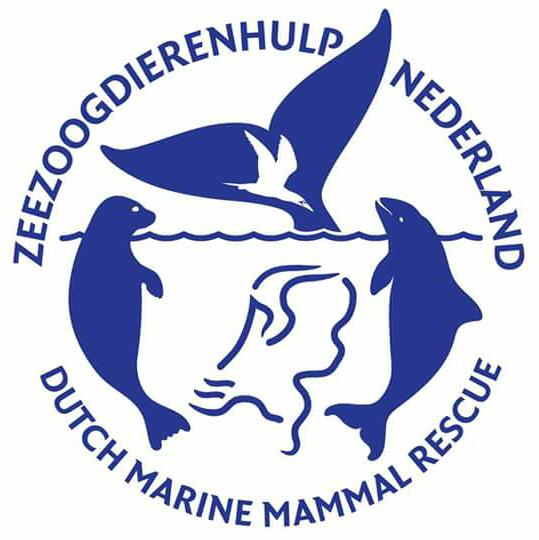 ZEEZOOGDIERENHULP NEDERLAND
DUTCH MARINE MAMMAL RESCUE